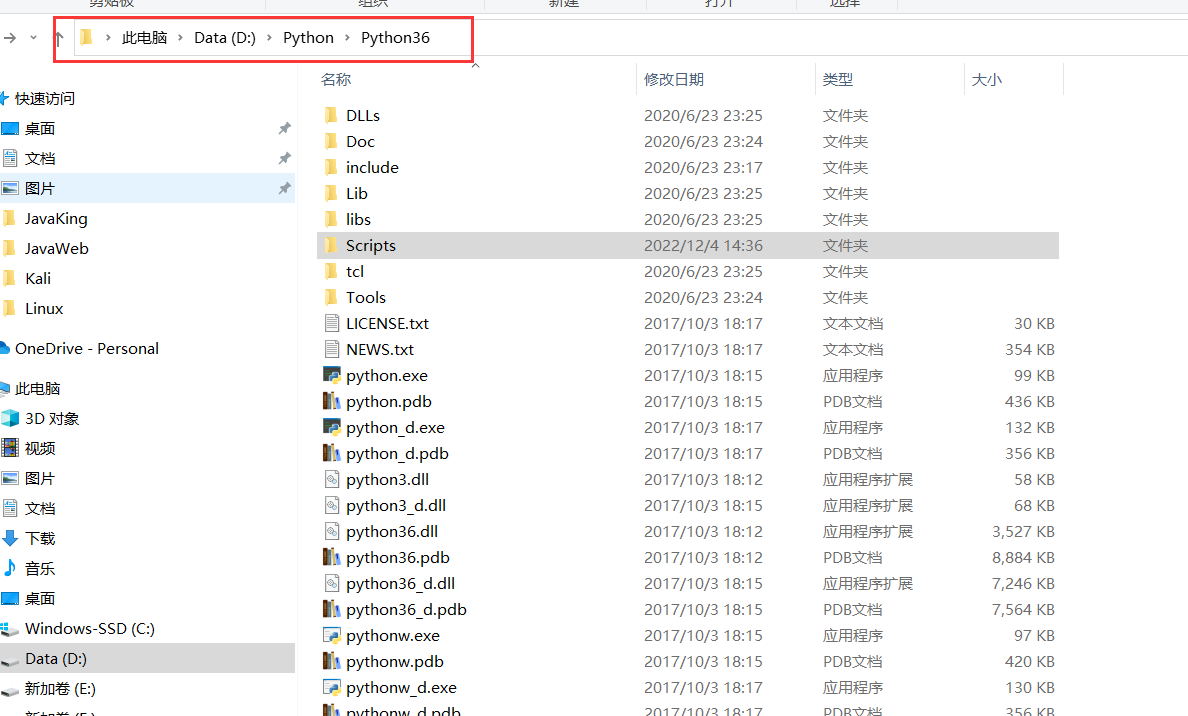 剪贴板 组织 新建 打开 选择
此电脑 Data (D:) Python Python36
名称 修改日期 类型 大小
快速访问
桌面
文档
图片
JavaKing
JavaWeb
Kali
Linux
OneDrive - Personal
此电脑
3D 对象
视频
图片
文档
下载
音乐
桌面
Windows-SSD (C:)
Data (D:)
新加卷 (E:)
DLLs 2020/6/23 23:25 文件夹
Doc 2020/6/23 23:24 文件夹
include 2020/6/23 23:17 文件夹
Lib 2020/6/23 23:25 文件夹
libs 2020/6/23 23:25 文件夹
Scripts 2022/12/4 14:36 文件夹
tcl 2020/6/23 23:25 文件夹
Tools 2020/6/23 23:24 文件夹
LICENSE.txt 2017/10/3 18:17 文本文档 30 KB
NEWS.txt 2017/10/3 18:17 文本文档 354 KB
python.exe 2017/10/3 18:15 应用程序 99 KB
python.pdb 2017/10/3 18:15 PDB文档 436 KB
python_d.exe 2017/10/3 18:17 应用程序 132 KB
python_d.pdb 2017/10/3 18:17 PDB文档 356 KB
python3.dll 2017/10/3 18:12 应用程序扩展 58 KB
python3_d.dll 2017/10/3 18:15 应用程序扩展 68 KB
python36.dll 2017/10/3 18:12 应用程序扩展 3,527 KB
python36.pdb 2017/10/3 18:12 PDB文档 8,884 KB
python36_d.dll 2017/10/3 18:15 应用程序扩展 7,246 KB
python36_d.pdb 2017/10/3 18:15 PDB文档 7,564 KB
pythonw.exe 2017/10/3 18:15 应用程序 97 KB
pythonw.pdb 2017/10/3 18:15 PDB文档 420 KB
pythonw_d.exe 2017/10/3 18:17 应用程序 130 KB
pythonw_d.pdb 2017/10/3 18:17 PDB文档 356 KB